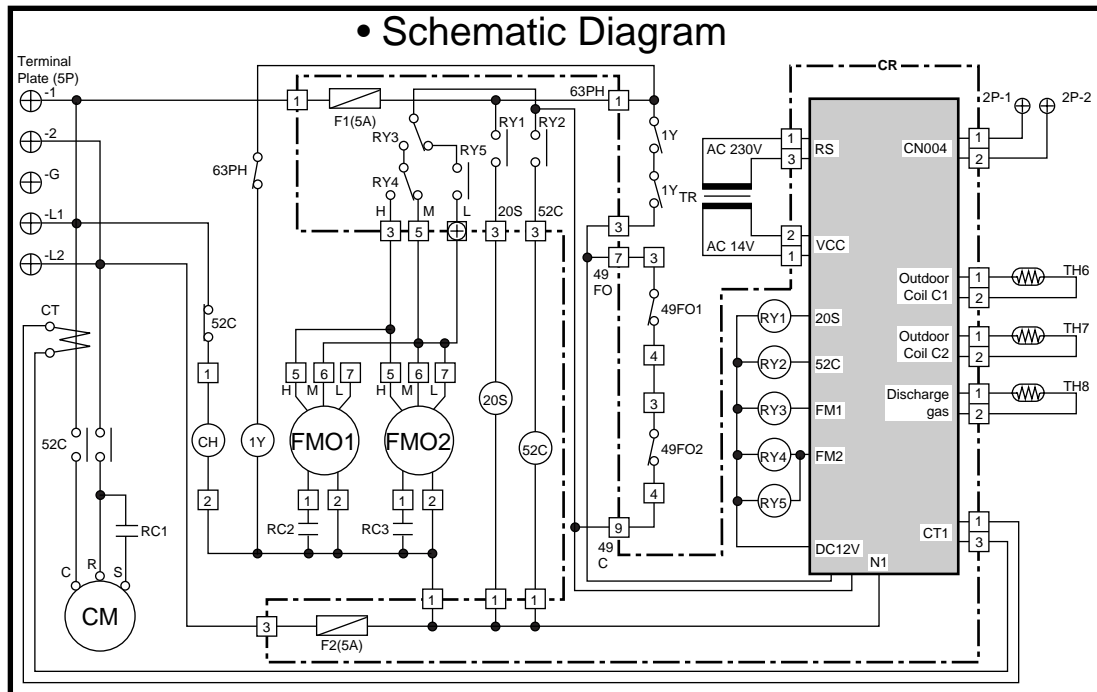 • Schematic Diagram
Terminal
Plate (5P)
-1
-2
-G
-L1
-L2
CT
52C
C
R
S
CM
RC1
52C
1
CH
2
63PH
1Y
1
F1(5A)
RY3
RY4
RY5
RY1
RY2
H
M
L
20S
52C
3
5
3
3
5
6
7
H
M
L
FMO1
5
6
7
H
M
L
FMO2
1
2
1
2
RC2
RC3
20S
52C
1
1
1
3
F2(5A)
63PH
1
1Y
1Y
3
7
49
FO
3
49FO1
4
3
49FO2
4
9
49
C
CR
AC 230V
TR
AC 14V
1
3
RS
2
1
VCC
RY1
20S
RY2
52C
RY3
FM1
RY4
FM2
RY5
DC12V
N1
CN004
1
2
2P-1
2P-2
Outdoor
Coil C1
1
2
TH6
Outdoor
Coil C2
1
2
TH7
Discharge
gas
1
2
TH8
CT1
1
3